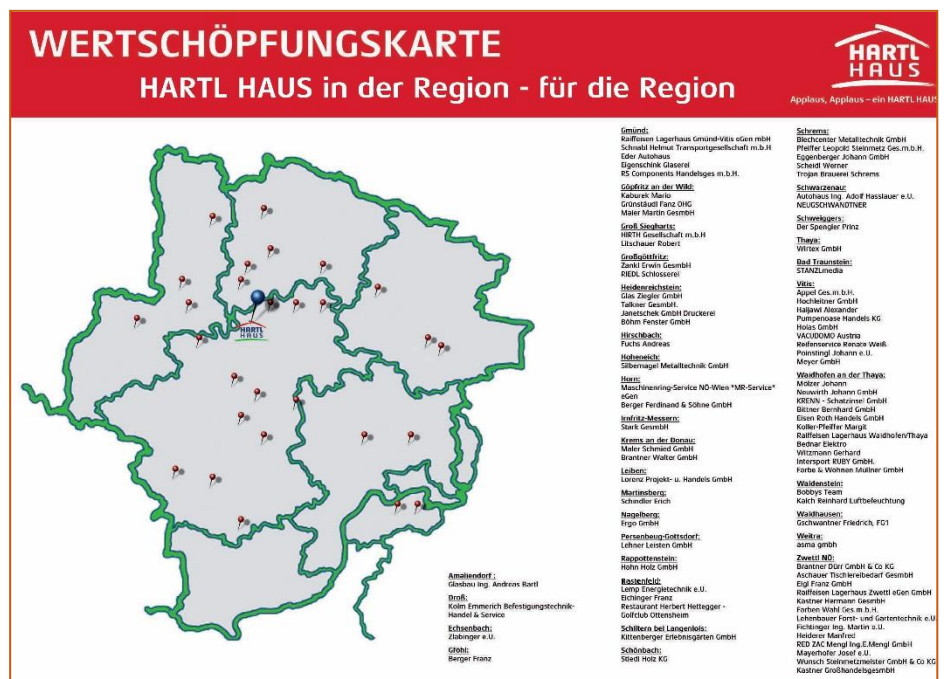 WERTSCHÖPFUNGSKARTE
HARTL HAUS in der Region - für die Region
HARTL
HAUS
Applaus, Applaus – ein HARTL HAUS
HARTL
HAUS
Amaliendorf :
Glasbau Ing. Andreas Bartl
Droß:
Kolm Emmerich Befestigungstechnik-
Handel & Service
Echsenbach:
Zlabinger e.U.
Gföhl:
Berger Franz
Gmünd:
Raiffeisen Lagerhaus Gmünd-Vitis eGen mbH
Schnabl Helmut Transportgesellschaft m.b.H
Eder Autohaus
Eigenschink Glaserei
RS Components Handelsges m.b.H.
Göpfritz an der Wild:
Kaburek Mario
Grünstäudl Fanz OHG
Maier Martin GesmbH
Groß Siegharts:
HIRTH Gesellschaft m.b.H
Litschauer Robert
Großgöttfritz:
Zankl Erwin GesmbH
RIEDL Schlosserei
Heidenreichstein:
Glas Ziegler GmbH
Talkner GesmbH.
Janetschek GmbH Druckerei
Böhm Fenster GmbH
Hirschbach:
Fuchs Andreas
Hoheneich:
Silbernagel Metalltechnik GmbH
Horn:
Maschinenring-Service NÖ-Wien "MR-Service"
eGen
Berger Ferdinand & Söhne GmbH
Irnfritz-Messern:
Stark GesmbH
Krems an der Donau:
Maler Schmied GmbH
Brantner Walter GmbH
Leiben:
Lorenz Projekt- u. Handels GmbH
Martinsberg:
Schindler Erich
Nagelberg:
Ergo GmbH
Persenbeug-Gottsdorf:
Lehner Leisten GmbH
Rappottenstein:
Hahn Holz GmbH
Rastenfeld:
Lemp Energietechnik e.U.
Eichinger Franz
Restaurant Herbert Hettegger -
Golfclub Ottensheim
Schiltern bei Langenlois:
Kittenberger Erlebnisgärten GmbH
Schönbach:
Stiedl Holz KG
Schrems:
Blechcenter Metalltechnik GmbH
Pfeiffer Leopold Steinmetz Ges.m.b.H.
Eggenberger Johann GmbH
Scheidl Werner
Trojan Brauerei Schrems
Schwarzenau:
Autohaus Ing. Adolf Hasslauer e.U.
NEUGSCHWANDTNER
Schweiggers:
Der Spengler Prinz
Thaya:
Wirtex GmbH
Bad Traunstein:
STANZLmedia
Vitis:
Appel Ges.m.b.H.
Hochleitner GmbH
Haljawi Alexander
Pumpenoase Handels KG
Hoias GmbH
VACUDOMO Austria
Reifenservice Renate Weiß
Poinstingl Johann e.U.
Meyer GmbH
Waidhofen an der Thaya:
Mölzer Johann
Neuwirth Johann GmbH
KRENN - Schatzinsel GmbH
Bittner Bernhard GmbH
Eisen Roth Handels GmbH
Koller-Pfeiffer Margit
Raiffeisen Lagerhaus Waidhofen/Thaya
Bednar Elektro
Witzmann Gerhard
Intersport RUBY GmbH.
Farbe & Wohnen Mullner GmbH
Waldenstein:
Bobbys Team
Kalch Reinhard Luftbefeuchtung
Waldhausen:
Gschwantner Friedrich, FG1
Weitra:
asma gmbh
Zwettl NÖ:
Brantner Dürr GmbH & Co KG
Aschauer Tischlereibedarf GesmbH
Eigl Franz GmbH
Raiffeisen Lagerhaus Zwettl eGen GmbH
Kastner Hermann GesmbH
Farben Wahl Ges.m.b.H.
Lehenbauer Forst- und Gartentechnik e.U
Fichtinger Ing. Martin e.U.
Heiderer Manfred
RED ZAC Mengl Ing.E.Mengl GmbH
Mayerhofer Josef e.U.
Wunsch Steinmetzmeister GmbH & Co KG
Kastner GroßhandelsgesmbH